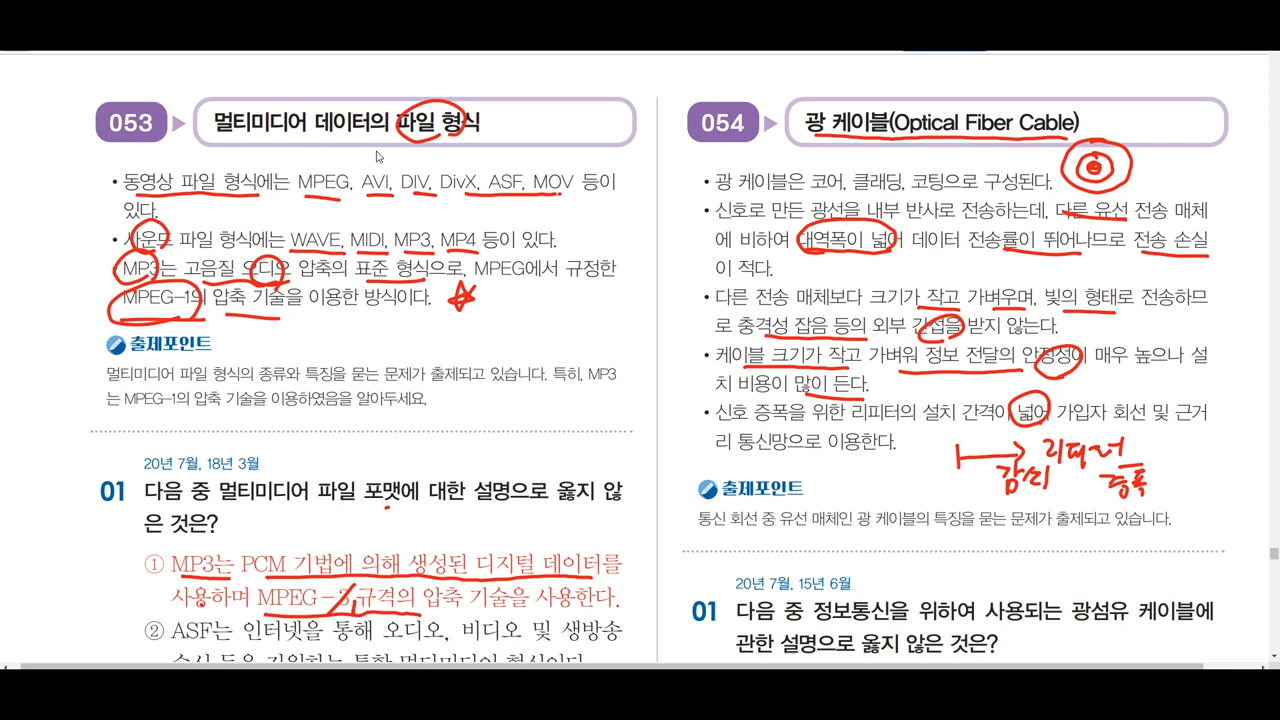 053 멀티미디어 데이터의 파일 형식
• 동영상 파일 형식에는 MPEG, AVI, FLV, DivX, ASF, MOV 등이
있다.
• 사운드 파일 형식에는 WAVE, MIDI, MP3, MP4 등이 있다.
• MP3는 고음질 오디오 압축의 표준 형식으로, MPEG에서 규정한
MPEG-1의 압축 기술을 이용한 방식이다.
출제포인트
멀티미디어 파일 형식의 종류와 특징을 묻는 문제가 출제되고 있습니다. 특히, MP3
는 MPEG-1의 압축 기술을 이용하였음을 알아두세요.
20년 7월, 18년 3월
01 다음 중 멀티미디어 파일 포맷에 대한 설명으로 옳지 않
은 것은?
① MP3는 PCM 기법에 의해 생성된 디지털 데이터를
사용하며 MPEG-3 규격의 압축 기술을 사용한다.
② ASF는 인터넷을 통해 오디오, 비디오 및 생방송
수신 등을 지원하는 통합 멀티미디어 형식이다.
054 광 케이블(Optical Fiber Cable)
• 광 케이블은 코어, 클래딩, 코팅으로 구성된다.
• 신호로 만든 광선을 내부 반사로 전송하는데, 다른 유선 전송 매체
에 비하여 대역폭이 넓어 데이터 전송률이 뛰어나므로 전송 손실
이 적다.
• 다른 전송 매체보다 크기가 작고 가벼우며, 빛의 형태로 전송하므
로 충격성 잡음 등의 외부 간섭을 받지 않는다.
• 케이블 크기가 작고 가벼워 정보 전달의 안정성이 매우 높으나 설
치 비용이 많이 든다.
• 신호 증폭을 위한 리피터의 설치 간격이 넓어 가입자 회선 및 근거
리 통신망으로 이용한다.
리피터
감쇠 증폭
출제포인트
통신 회선 중 유선 매체인 광 케이블의 특징을 묻는 문제가 출제되고 있습니다.
20년 7월, 15년 6월
01 다음 중 정보통신을 위하여 사용되는 광섬유 케이블에
관한 설명으로 옳지 않은 것은?